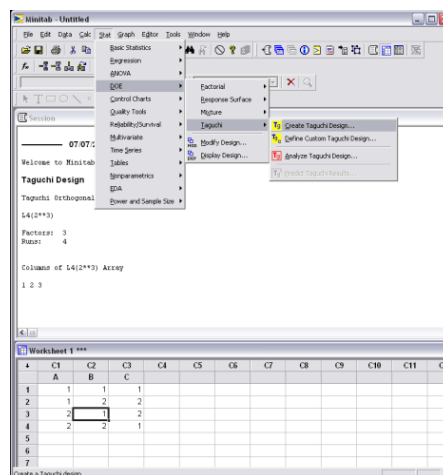 Minitab - Untitled
File Edit Data Calc Stat Graph Editor Tools Window Help
Basic Statistics
Regression
ANOVA
DOE
Control Charts
Quality Tools
Reliability/Survival
Multivariate
Time Series
Tables
Nonparametrics
EDA
Power and Sample Size
Factorial
Response Surface
Mixture
Taguchi
Modify Design...
Display Design...
Create Taguchi Design...
Define Custom Taguchi Design...
Analyze Taguchi Design...
Predict Taguchi Results...
Session
07/07/2
Welcome to Minitab
Taguchi Design
Taguchi Orthogonal
L4(2**3)
Factors: 3
Runs: 4
Columns of L4(2**3) Array
1 2 3
Worksheet 1 ***
C1 C2 C3 C4 C5 C6 C7 C8 C9 C10 C11
A B C
1 1 1 1
2 1 2 2
3 2 1 2
4 2 2 1
5
6
7
Create a Taguchi design